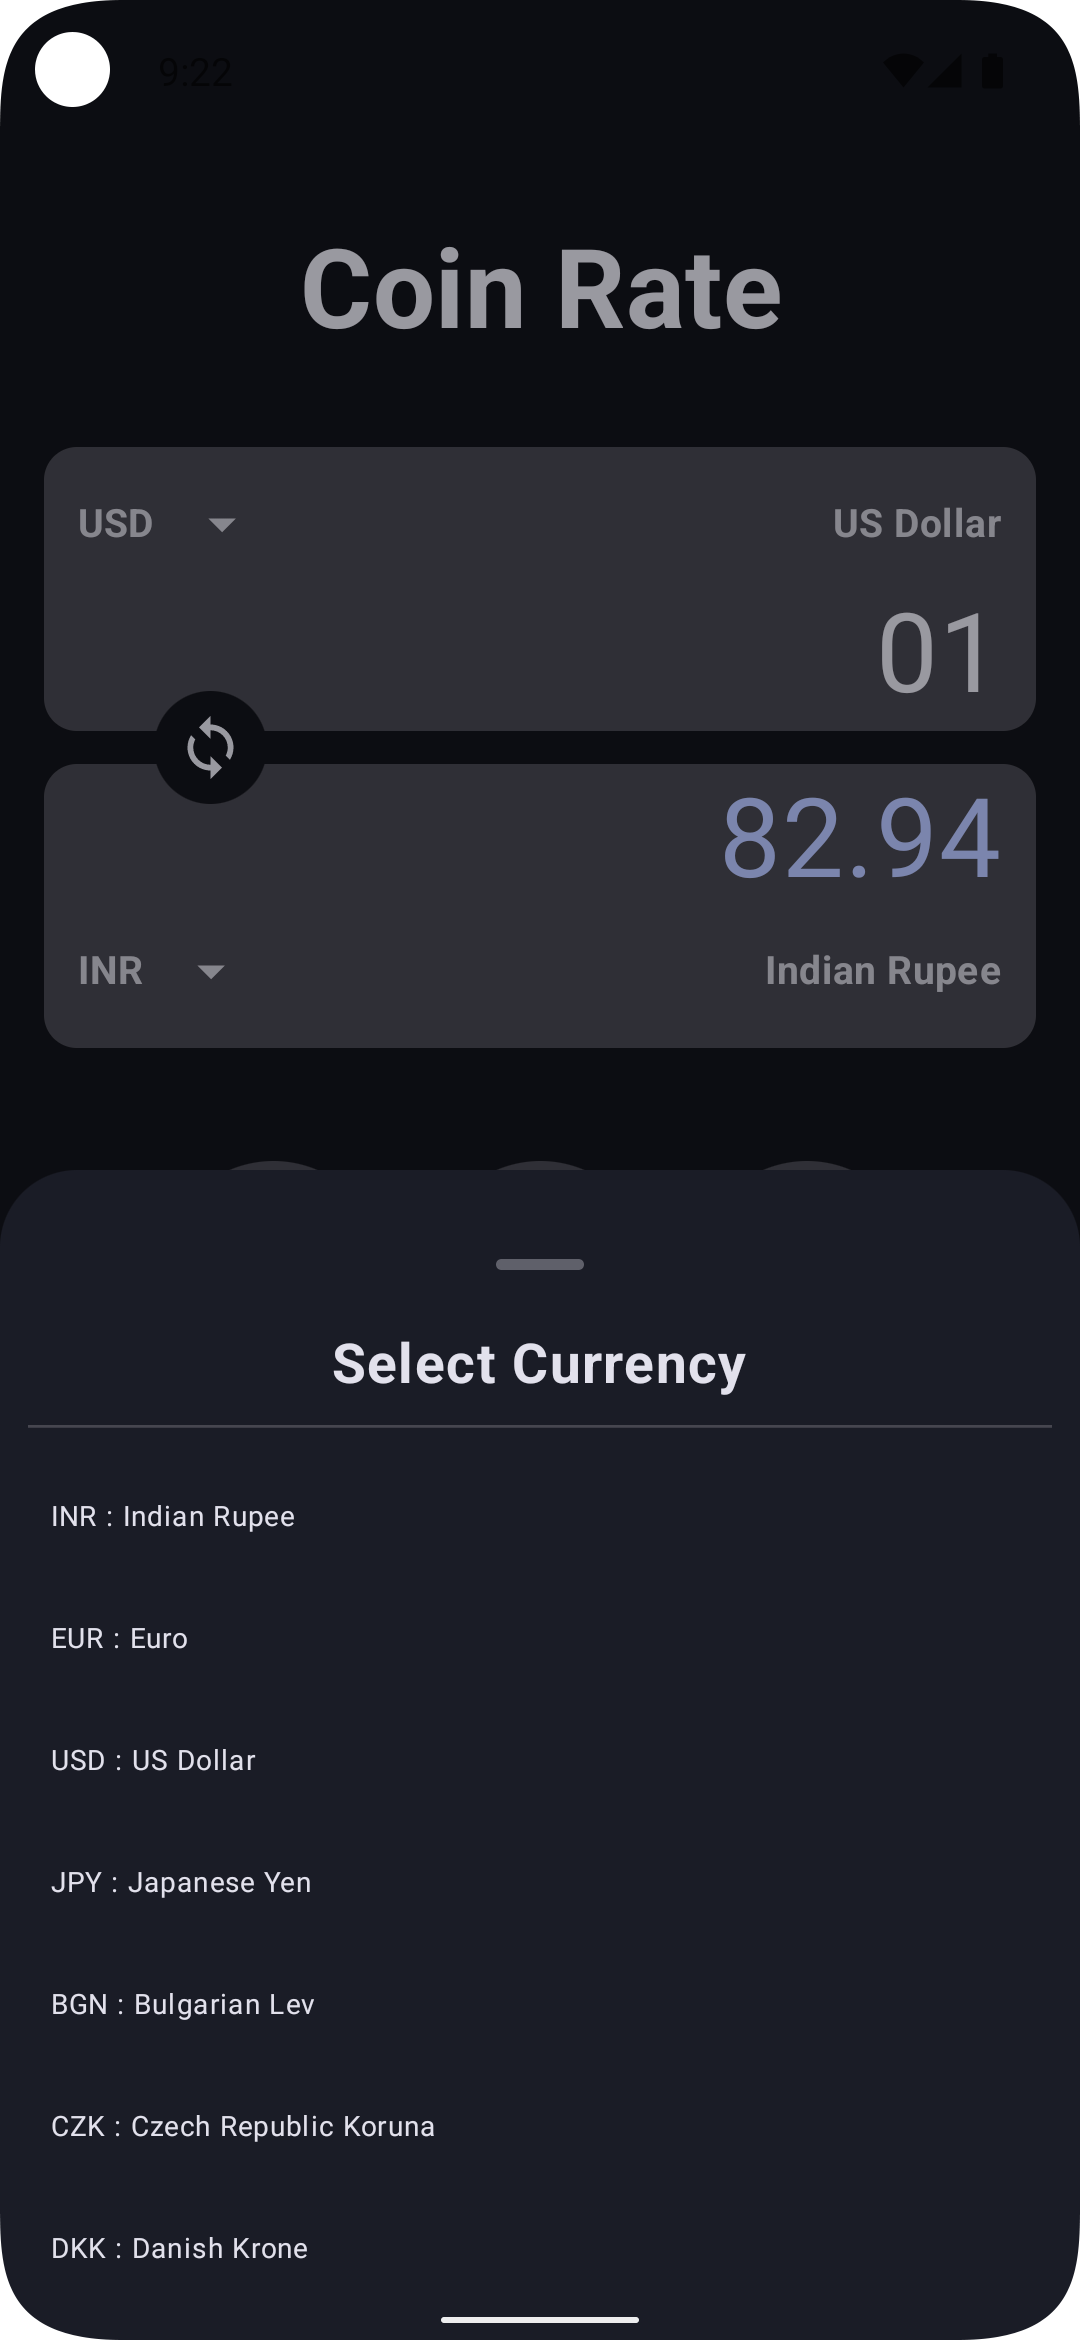 9:22
Coin Rate
USD US Dollar
01
82.94
INR Indian Rupee
Select Currency
INR : Indian Rupee
EUR : Euro
USD : US Dollar
JPY : Japanese Yen
BGN : Bulgarian Lev
CZK : Czech Republic Koruna
DKK : Danish Krone